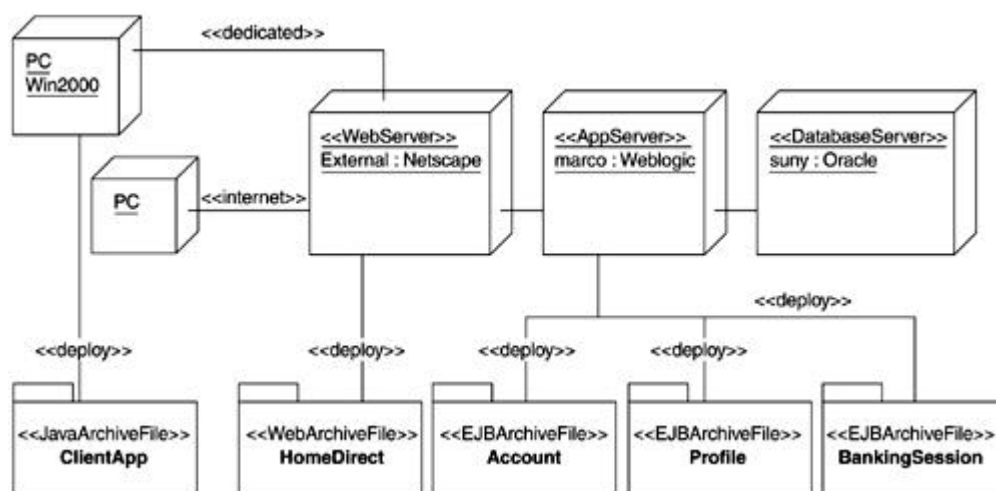 <<dedicated>>
PC
Win2000
<<WebServer>>
External : Netscape
<<AppServer>>
marco : Weblogic
<<DatabaseServer>>
suny : Oracle
PC
<<internet>>
<<deploy>>
<<deploy>>
<<deploy>>
<<deploy>>
<<deploy>>
<<JavaArchiveFile>>
ClientApp
<<WebArchiveFile>>
HomeDirect
<<EJBArchiveFile>>
Account
<<EJBArchiveFile>>
Profile
<<EJBArchiveFile>>
BankingSession